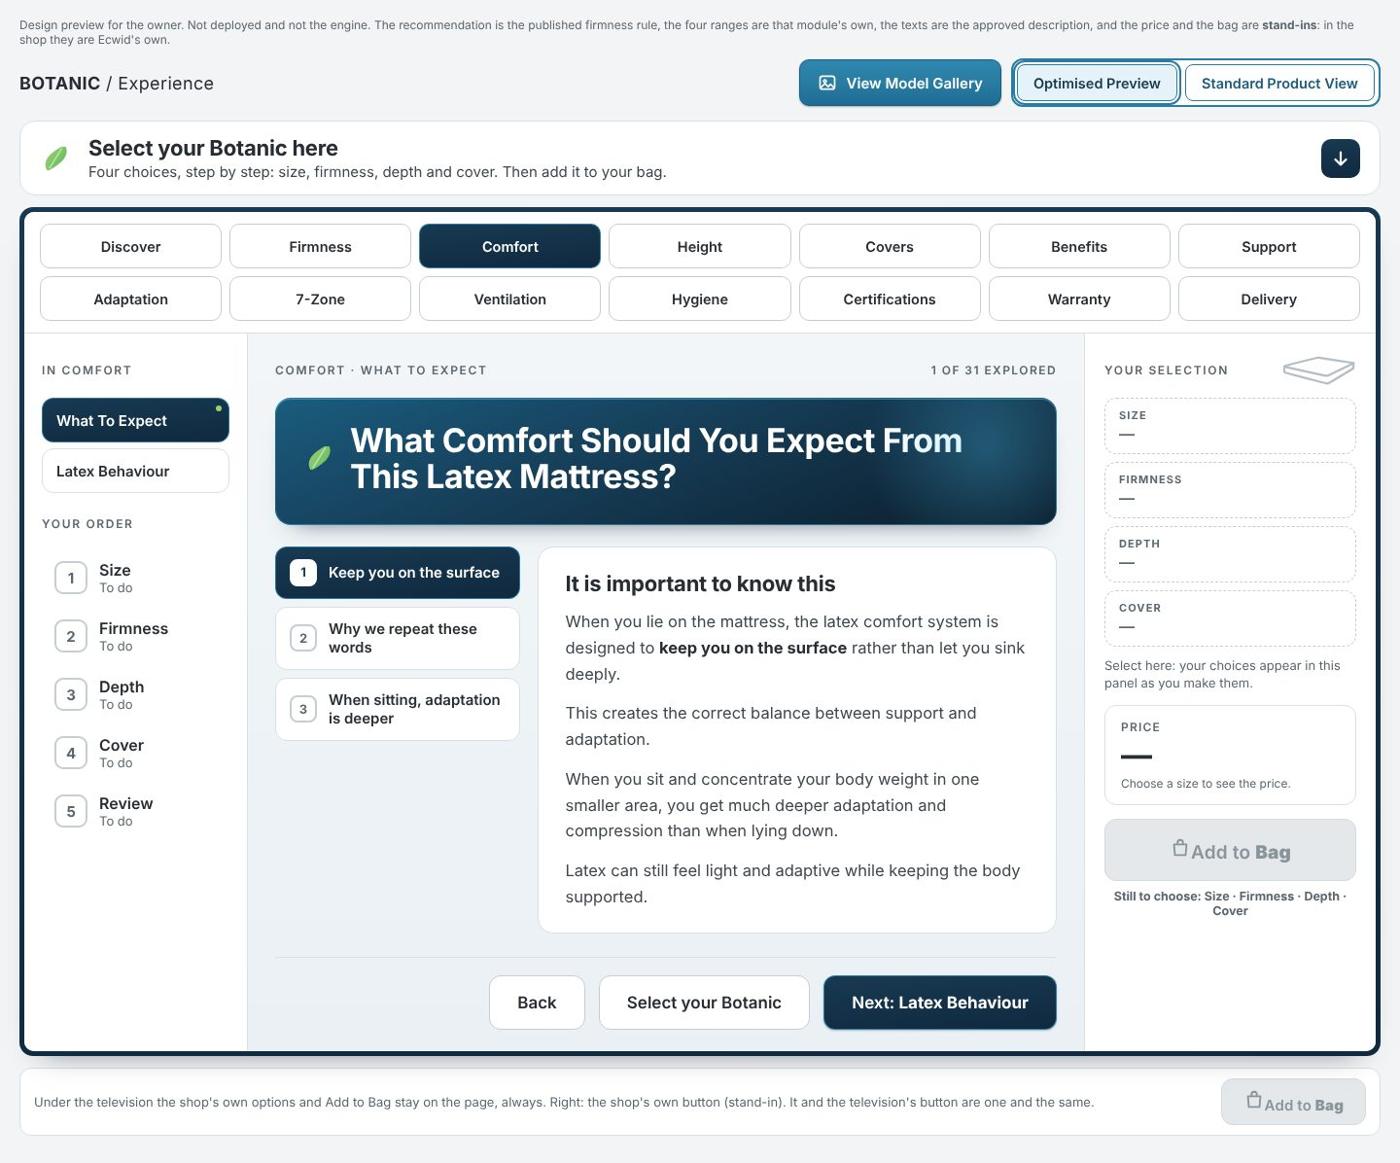 Design preview for the owner. Not deployed and not the engine. The recommendation is the published firmness rule, the four ranges are that module's own, the texts are the approved description, and the price and the bag are stand-ins: in the
shop they are Ecwid's own.
BOTANIC / Experience
View Model Gallery
Optimised Preview
Standard Product View
Select your Botanic here
Four choices, step by step: size, firmness, depth and cover. Then add it to your bag.
Discover
Firmness
Comfort
Height
Covers
Benefits
Support
Adaptation
7-Zone
Ventilation
Hygiene
Certifications
Warranty
Delivery
IN COMFORT
What To Expect
Latex Behaviour
YOUR ORDER
1
Size
To do
2
Firmness
To do
3
Depth
To do
4
Cover
To do
5
Review
To do
COMFORT · WHAT TO EXPECT
1 OF 31 EXPLORED
What Comfort Should You Expect From
This Latex Mattress?
1
Keep you on the surface
2
Why we repeat these
words
3
When sitting, adaptation
is deeper
It is important to know this
When you lie on the mattress, the latex comfort system is
designed to keep you on the surface rather than let you sink
deeply.
This creates the correct balance between support and
adaptation.
When you sit and concentrate your body weight in one
smaller area, you get much deeper adaptation and
compression than when lying down.
Latex can still feel light and adaptive while keeping the body
supported.
Back
Select your Botanic
Next: Latex Behaviour
YOUR SELECTION
SIZE
—
FIRMNESS
—
DEPTH
—
COVER
—
Select here: your choices appear in this
panel as you make them.
PRICE
—
Choose a size to see the price.
Add to Bag
Still to choose: Size · Firmness · Depth ·
Cover
Under the television the shop's own options and Add to Bag stay on the page, always. Right: the shop's own button (stand-in). It and the television's button are one and the same.
Add to Bag